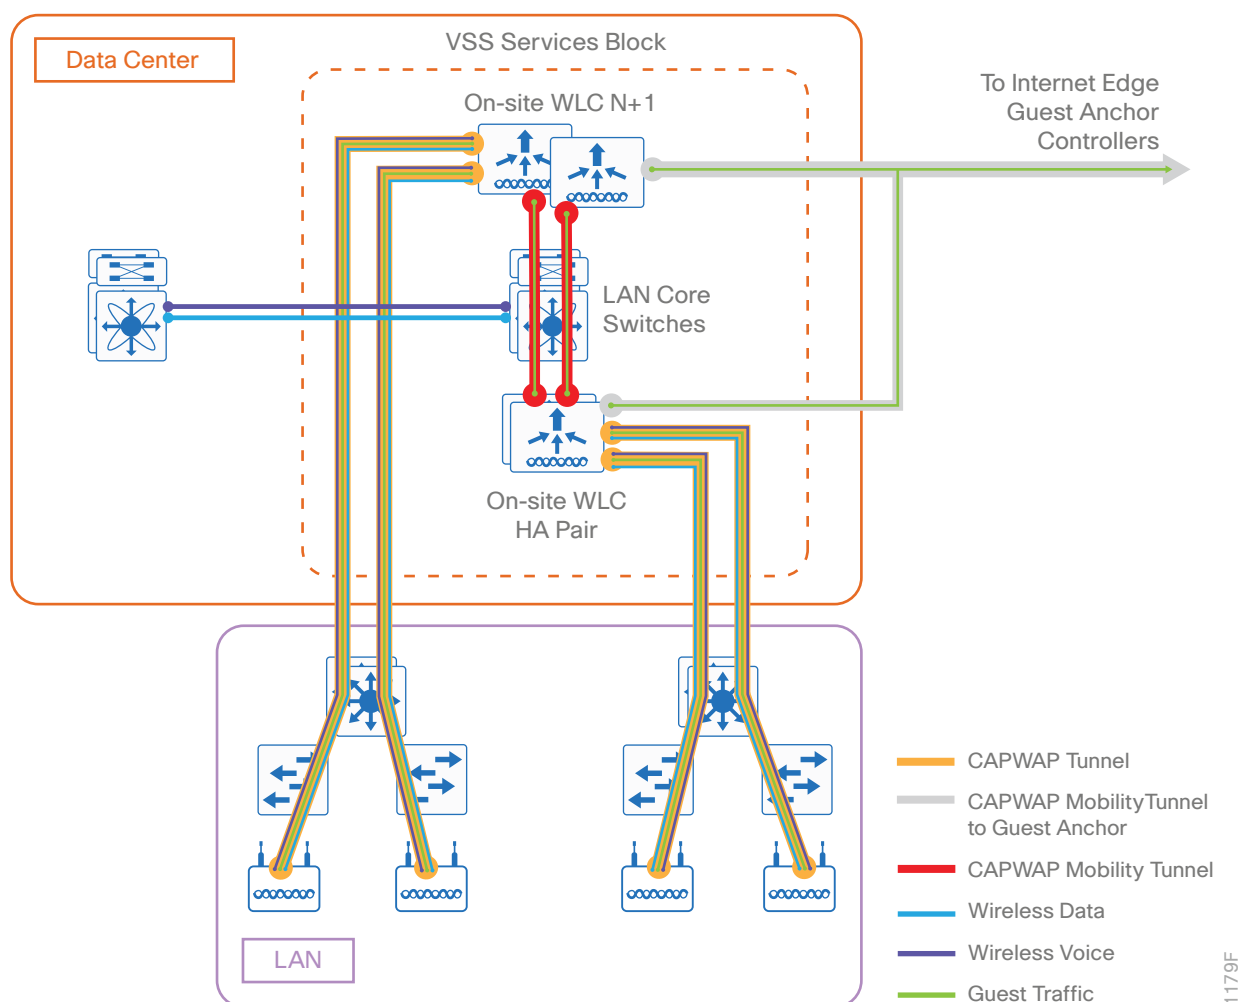 Data Center
VSS Services Block
On-site WLC N+1
To Internet Edge
Guest Anchor
Controllers
LAN Core
Switches
On-site WLC
HA Pair
LAN
CAPWAP Tunnel
CAPWAP MobilityTunnel
to Guest Anchor
CAPWAP Mobility Tunnel
Wireless Data
Wireless Voice
Guest Traffic
1179F